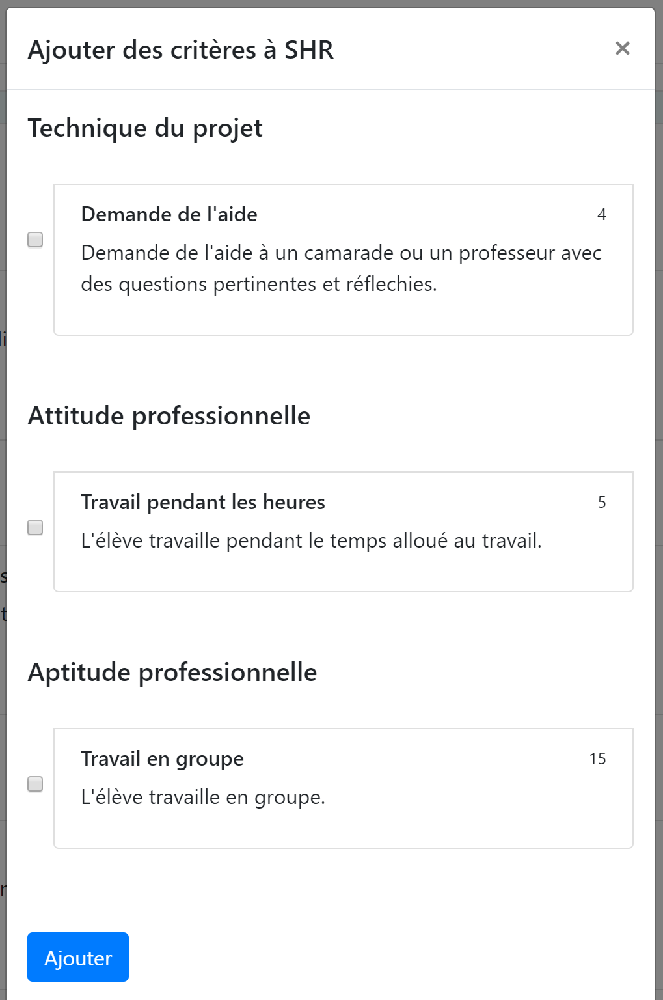 Ajouter des critères à SHR
×
Technique du projet
Demande de l'aide 4
Demande de l'aide à un camarade ou un professeur avec
des questions pertinentes et réflechies.
Attitude professionnelle
Travail pendant les heures 5
L'élève travaille pendant le temps alloué au travail.
Aptitude professionnelle
Travail en groupe 15
L'élève travaille en groupe.
Ajouter